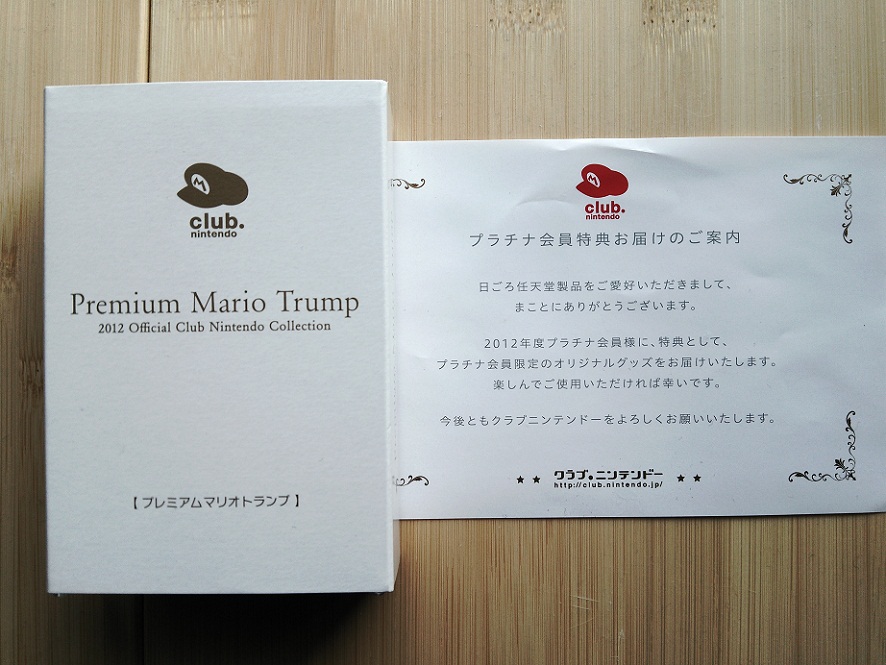 M
club.
nintendo
Premium Mario Trump
2012 Official Club Nintendo Collection
【プレミアムマリオトランプ】
M
club.
nintendo
プラチナ会員特典お届けのご案内
日ごろ任天堂製品をご愛好いただきまして、
まことにありがとうございます。
2012年度プラチナ会員様に、特典として、
プラチナ会員限定のオリジナルグッズをお届けいたします。
楽しんでご使用いただければ幸いです。
今後ともクラブニンテンドーをよろしくお願いいたします。
★ ★ クラブ・ニンテンドー ★ ★
http://club.nintendo.jp/